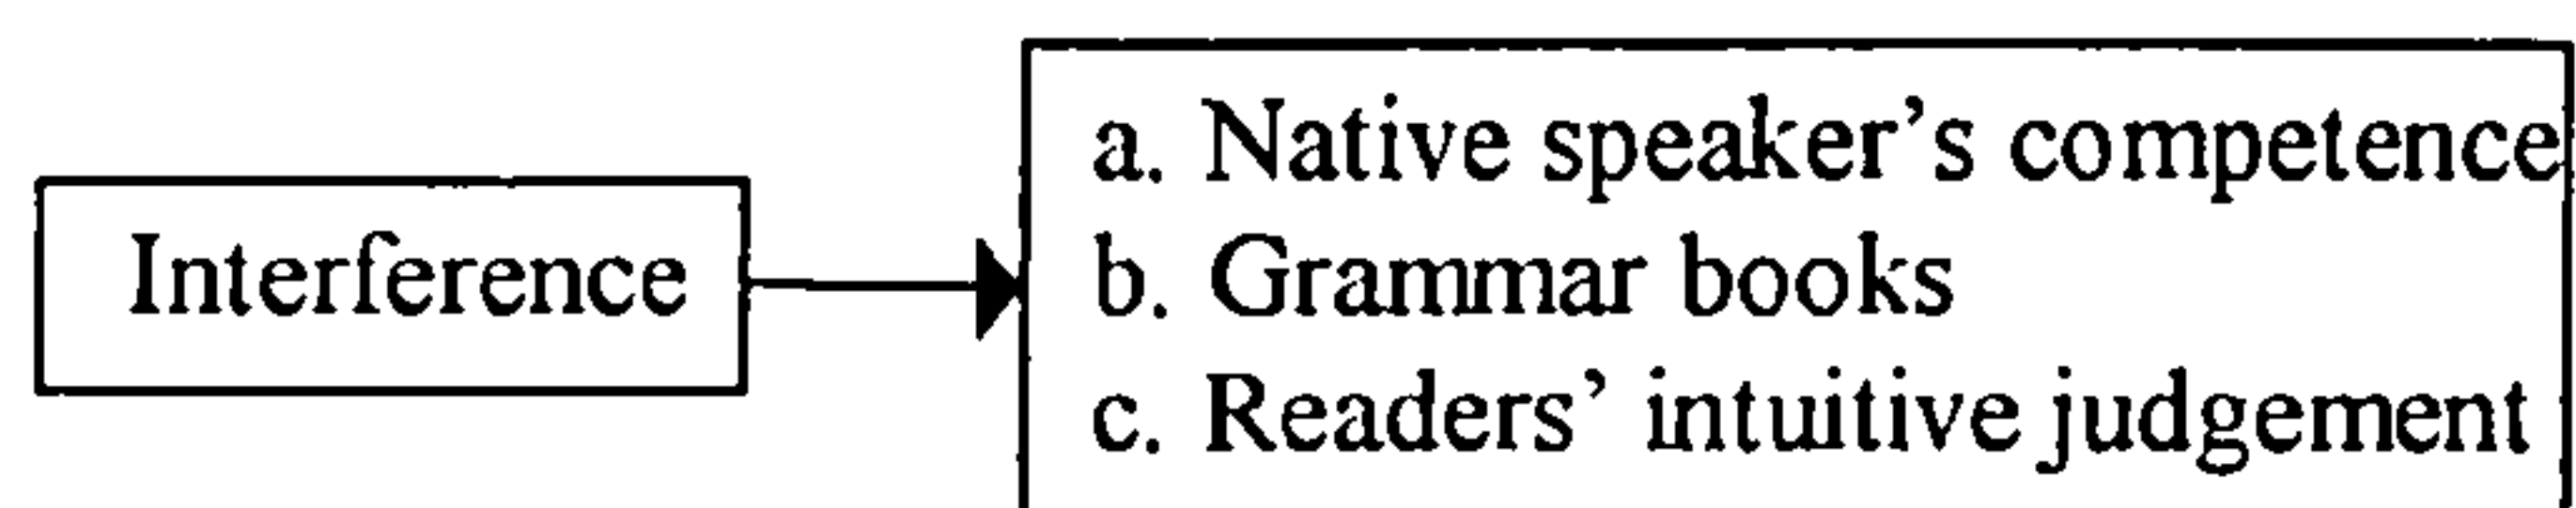 Interference
a. Native speaker’s competence
b. Grammar books
c. Readers’ intuitive judgement